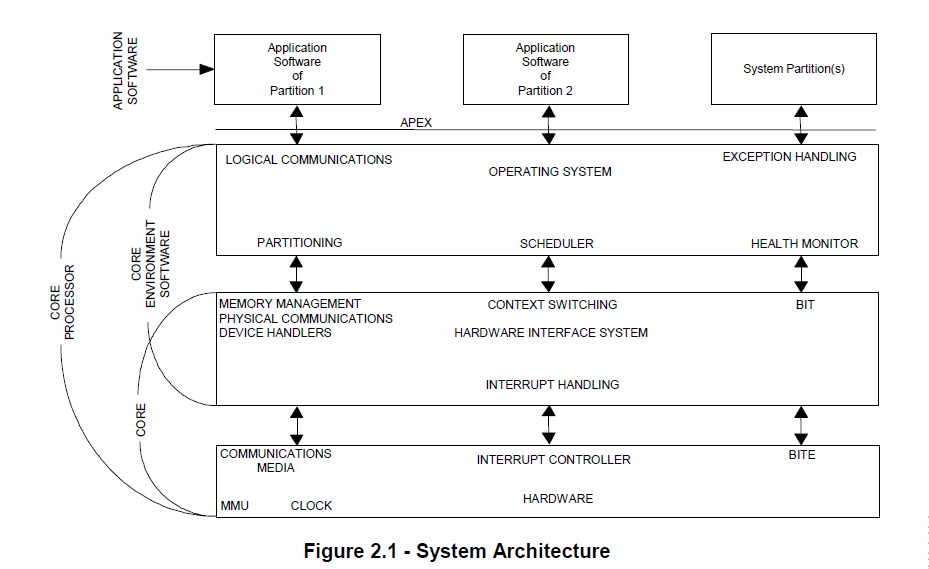 APPLICATION
SOFTWARE
Application
Software
of
Partition 1
Application
Software
of
Partition 2
System Partition(s)
APEX
LOGICAL COMMUNICATIONS
OPERATING SYSTEM
EXCEPTION HANDLING
PARTITIONING
SCHEDULER
HEALTH MONITOR
CORE
PROCESSOR
CORE
ENVIRONMENT
SOFTWARE
MEMORY MANAGEMENT
PHYSICAL COMMUNICATIONS
DEVICE HANDLERS
CONTEXT SWITCHING
HARDWARE INTERFACE SYSTEM
BIT
INTERRUPT HANDLING
CORE
COMMUNICATIONS
MEDIA
INTERRUPT CONTROLLER
BITE
HARDWARE
MMU CLOCK
Figure 2.1 - System Architecture